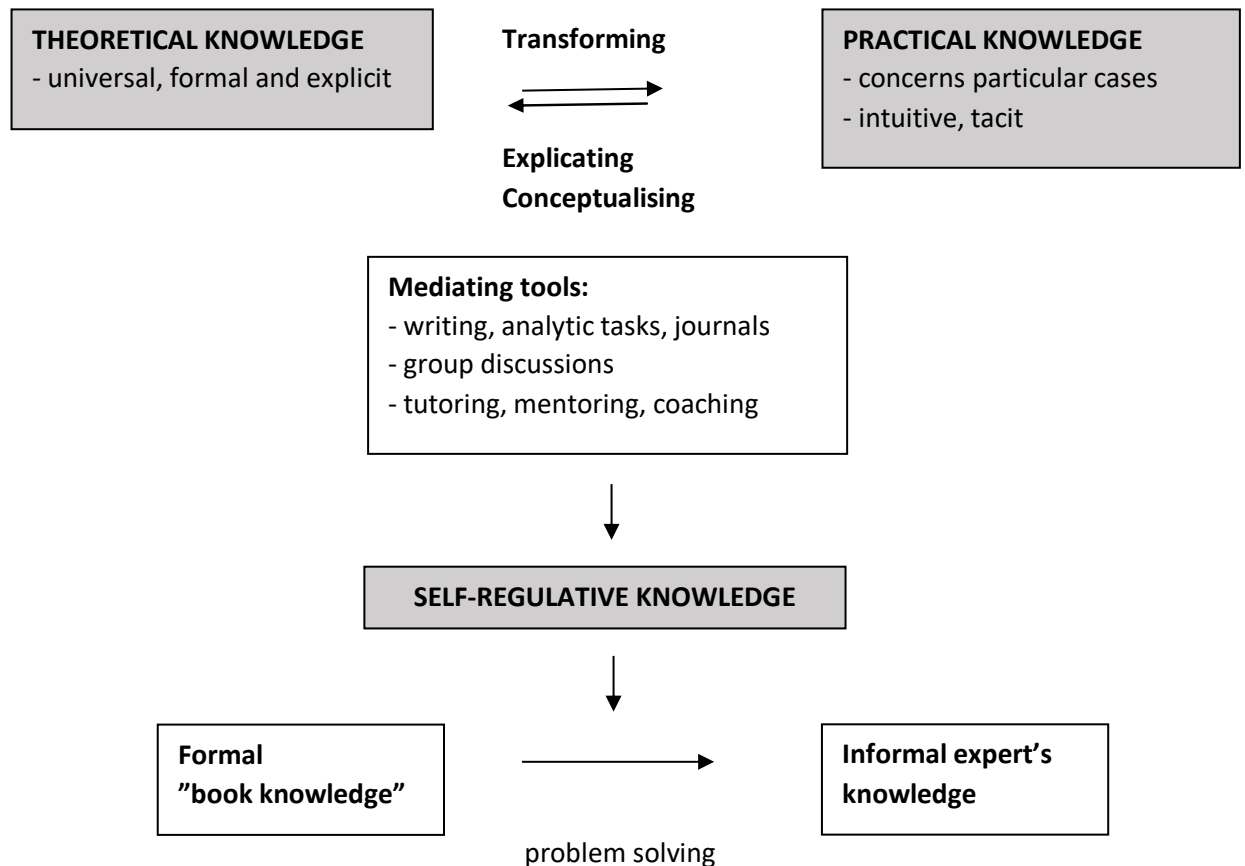 THEORETICAL KNOWLEDGE
- universal, formal and explicit
Transforming
Explicating
Conceptualising
PRACTICAL KNOWLEDGE
- concerns particular cases
- intuitive, tacit
Mediating tools:
- writing, analytic tasks, journals
- group discussions
- tutoring, mentoring, coaching
SELF-REGULATIVE KNOWLEDGE
Formal
”book knowledge”
Informal expert’s
knowledge
problem solving